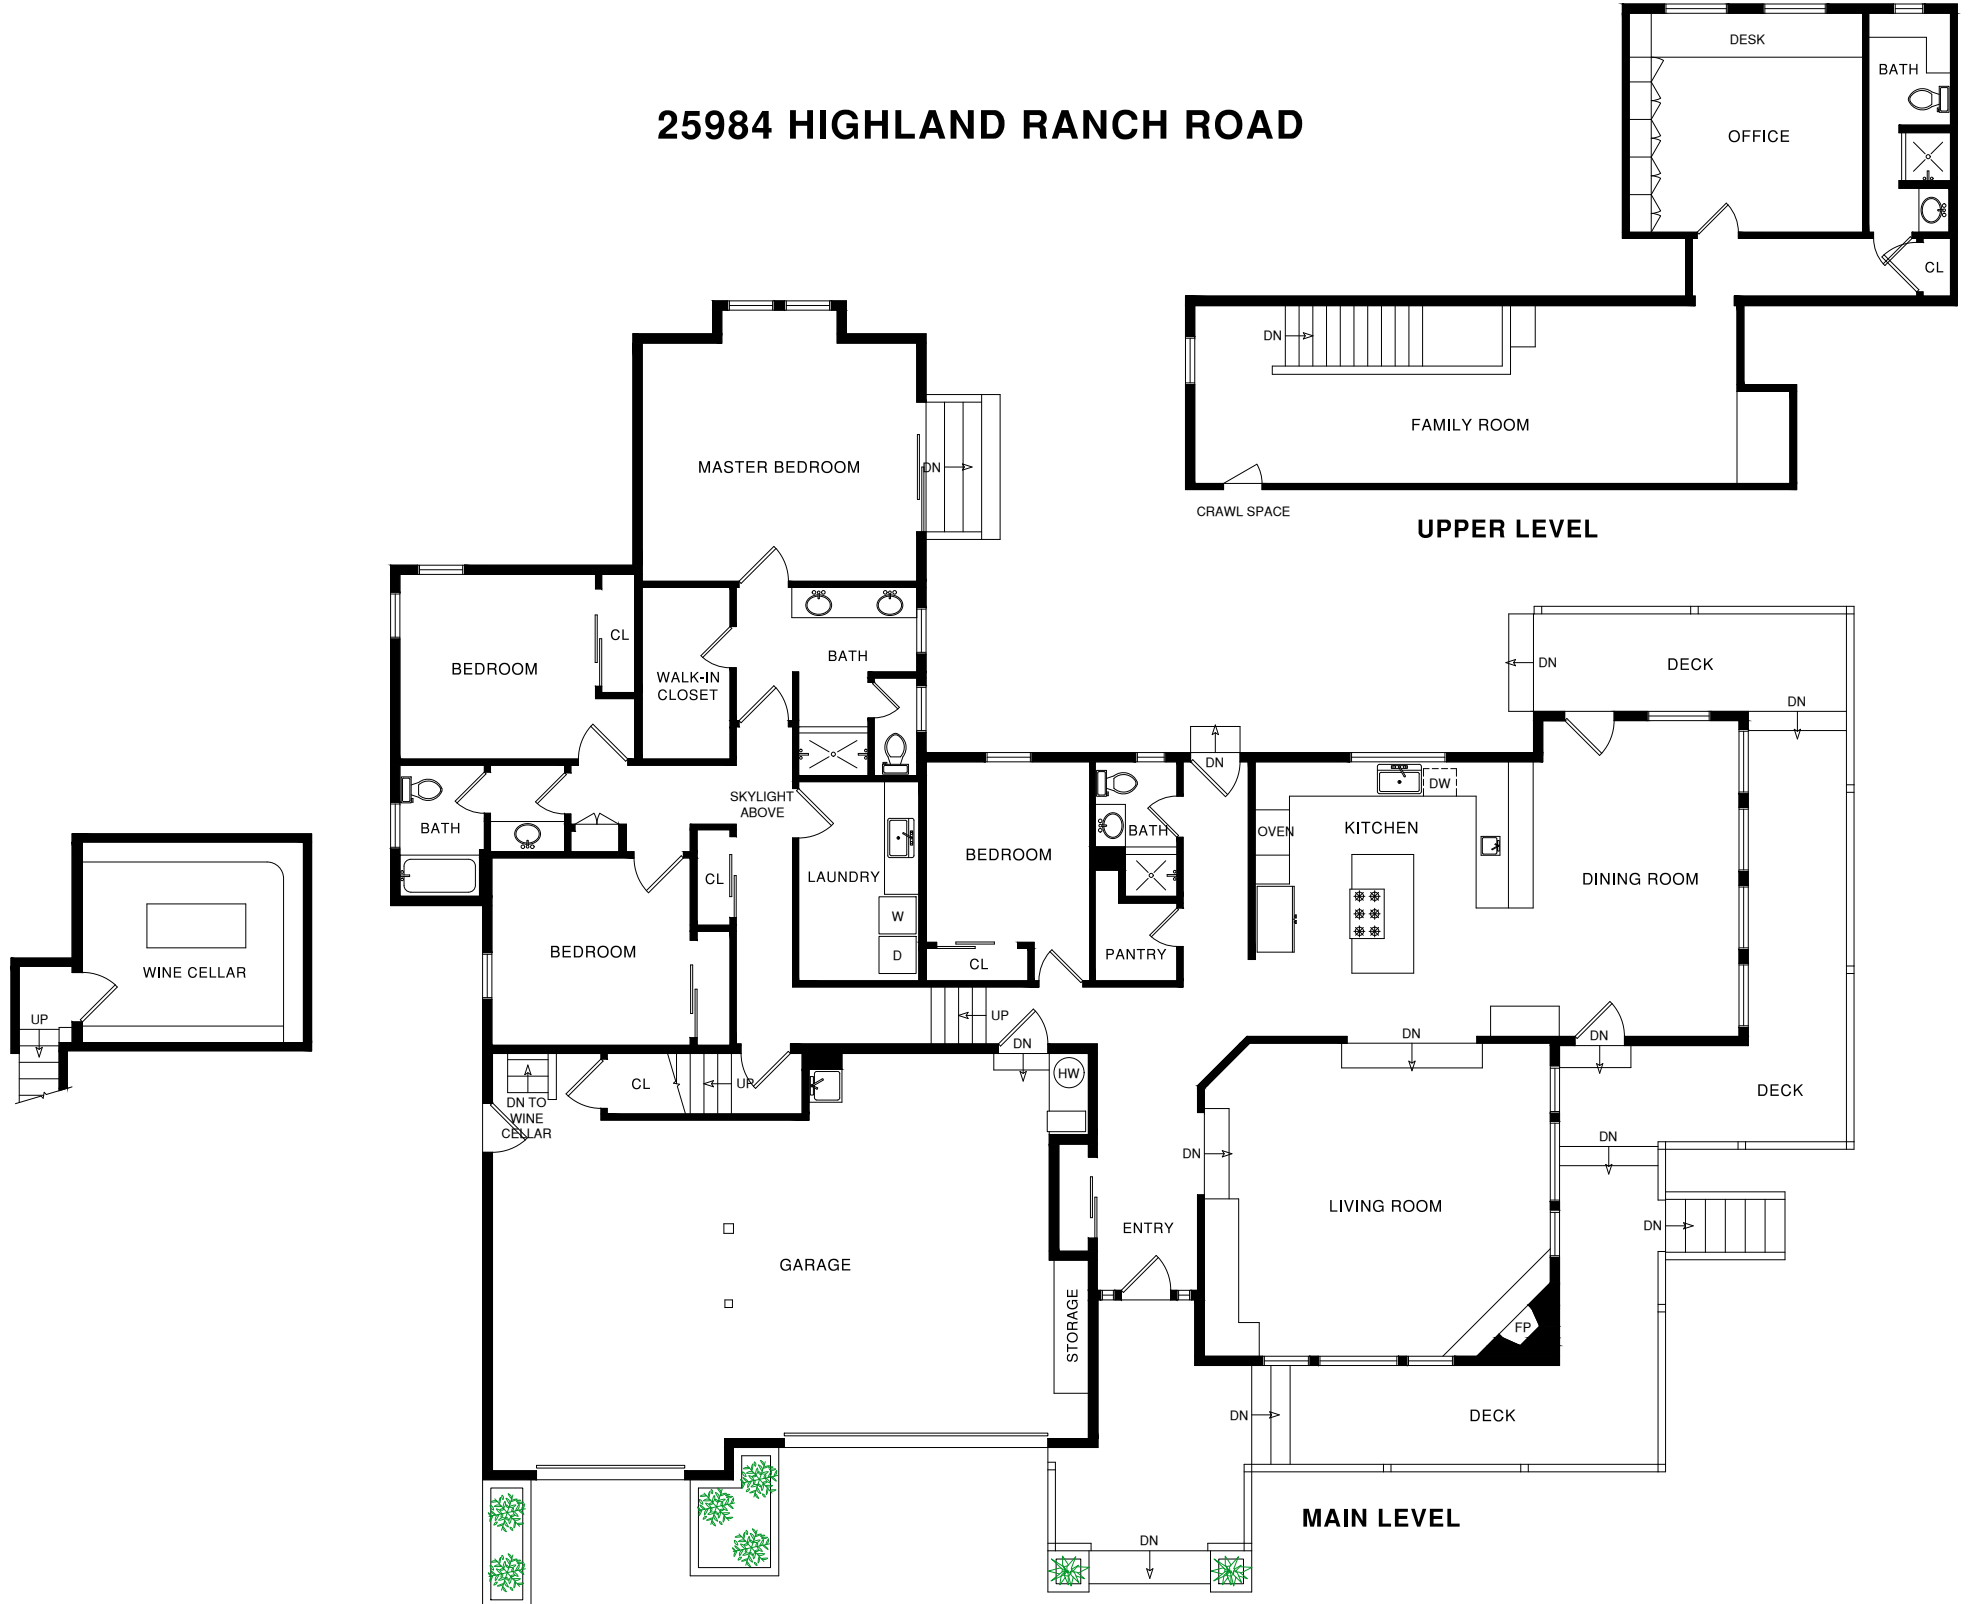 DESK
BATH
25984 HIGHLAND RANCH ROAD
OFFICE
CL
DN
FAMILY ROOM
CRAWL SPACE
UPPER LEVEL
MASTER BEDROOM
DN
CL
BEDROOM
WALK-IN
CLOSET
BATH
DN
DECK
DN
DN
SKYLIGHT
ABOVE
DW
BATH
BATH
OVEN
KITCHEN
BEDROOM
LAUNDRY
CL
DINING ROOM
W
BEDROOM
D
PANTRY
CL
WINE CELLAR
UP
UP
DN
DN
DN
HW
CL
UP
DN TO
WINE
CELLAR
DECK
DN
DN
LIVING ROOM
ENTRY
DN
GARAGE
STORAGE
FP
DN
DECK
MAIN LEVEL
DN